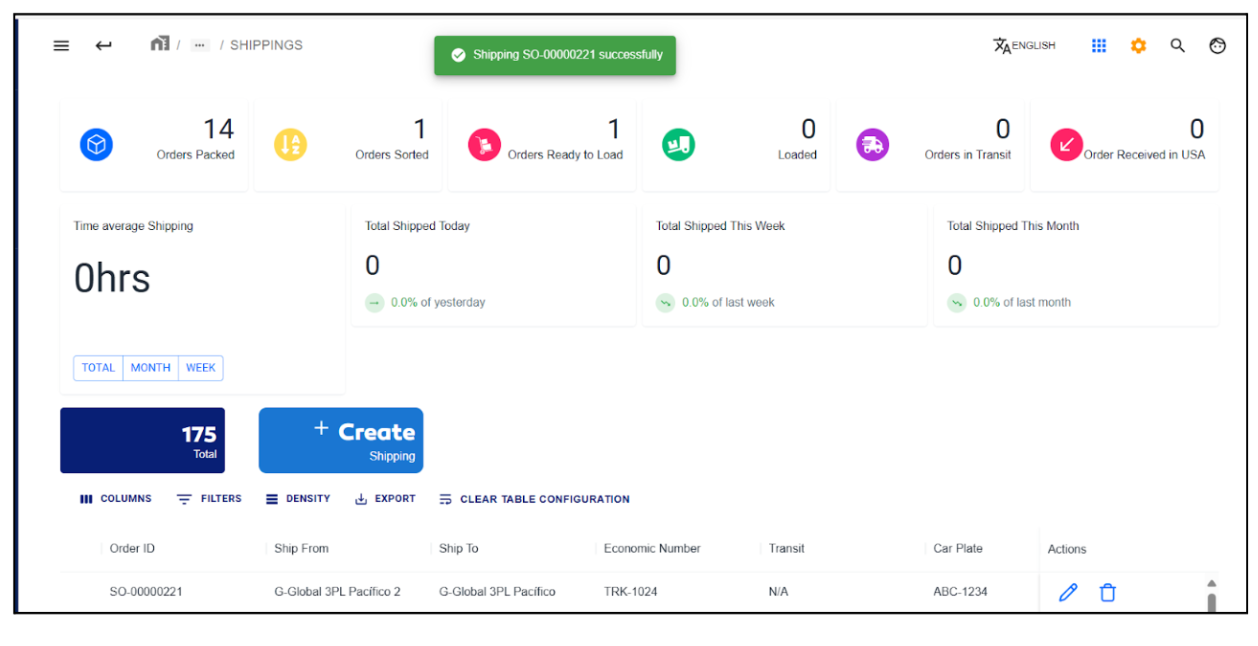 / ... / SHIPPINGS
Shipping SO-00000221 successfully
ENGLISH
14
Orders Packed
1
Orders Sorted
1
Orders Ready to Load
0
Loaded
0
Orders in Transit
0
Order Received in USA
Time average Shipping
0hrs
TOTAL MONTH WEEK
Total Shipped Today
0
0.0% of yesterday
Total Shipped This Week
0
0.0% of last week
Total Shipped This Month
0
0.0% of last month
175
Total
+ Create
Shipping
COLUMNS FILTERS DENSITY EXPORT CLEAR TABLE CONFIGURATION
Order ID Ship From Ship To Economic Number Transit Car Plate Actions
SO-00000221 G-Global 3PL Pacífico 2 G-Global 3PL Pacífico TRK-1024 N/A ABC-1234